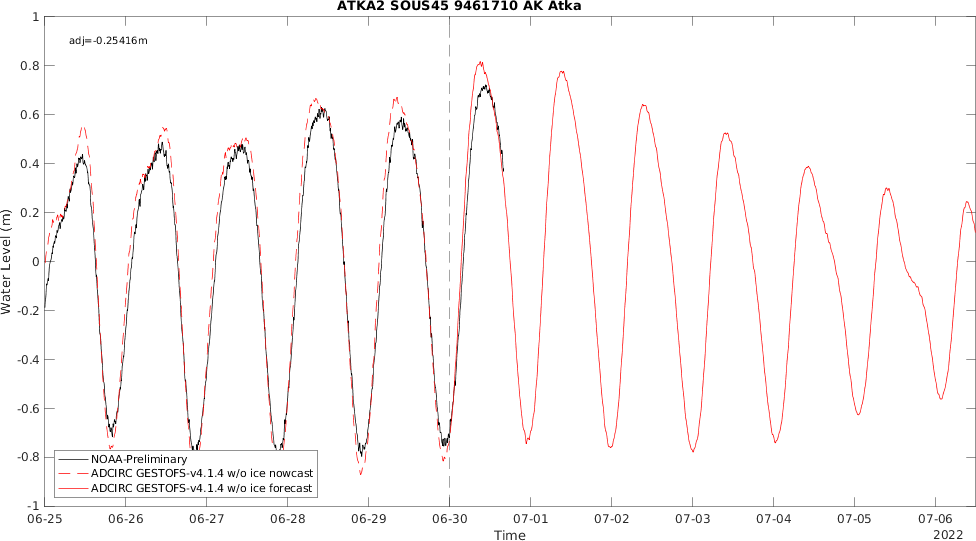 ATKA2 SOUS45 9461710 AK Atka
adj=-0.25416m
1
0.8
0.6
0.4
0.2
0
-0.2
-0.4
-0.6
-0.8
-1
Water Level (m)
NOAA-Preliminary
ADCIRC GESTOFS-v4.1.4 w/o ice nowcast
ADCIRC GESTOFS-v4.1.4 w/o ice forecast
06-25 06-26 06-27 06-28 06-29 06-30 07-01 07-02 07-03 07-04 07-05 07-06
Time
2022